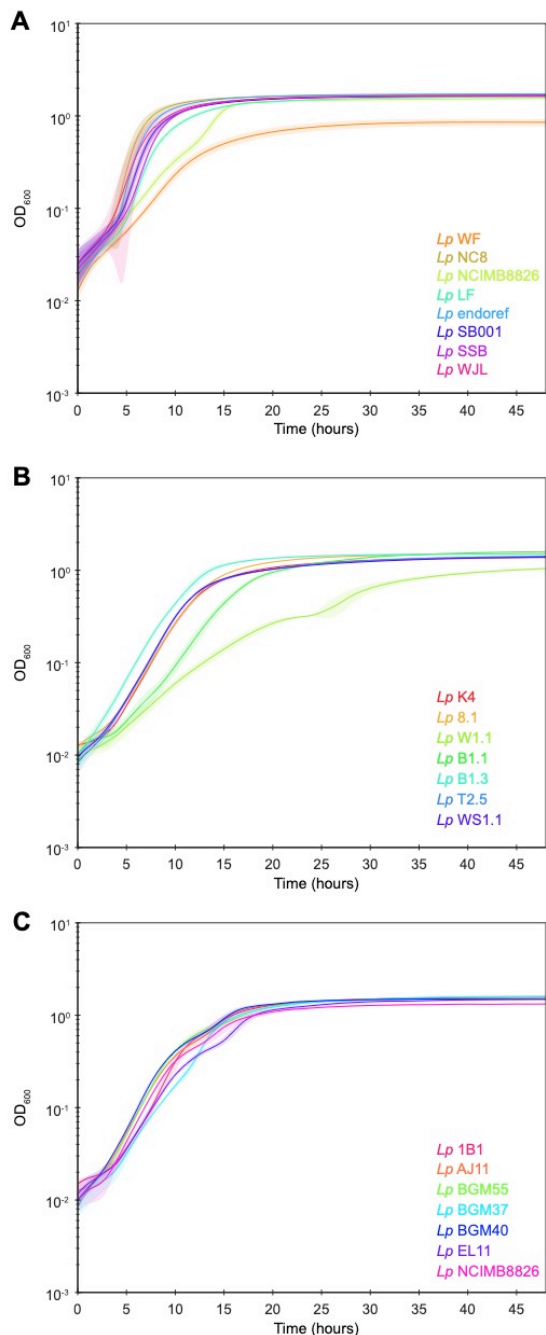 A
10¹
10⁰
10⁻¹
10⁻²
10⁻³
OD₆₀₀
Lp WF
Lp NC8
Lp NCIMB8826
Lp LF
Lp endoref
Lp SB001
Lp SSB
Lp WJL
0 5 10 15 20 25 30 35 40 45
Time (hours)
B
10¹
10⁰
10⁻¹
10⁻²
10⁻³
OD₆₀₀
Lp K4
Lp 8.1
Lp W1.1
Lp B1.1
Lp B1.3
Lp T2.5
Lp WS1.1
0 5 10 15 20 25 30 35 40 45
Time (hours)
C
10¹
10⁰
10⁻¹
10⁻²
10⁻³
OD₆₀₀
Lp 1B1
Lp AJ11
Lp BGM55
Lp BGM37
Lp BGM40
Lp EL11
Lp NCIMB8826
0 5 10 15 20 25 30 35 40 45
Time (hours)